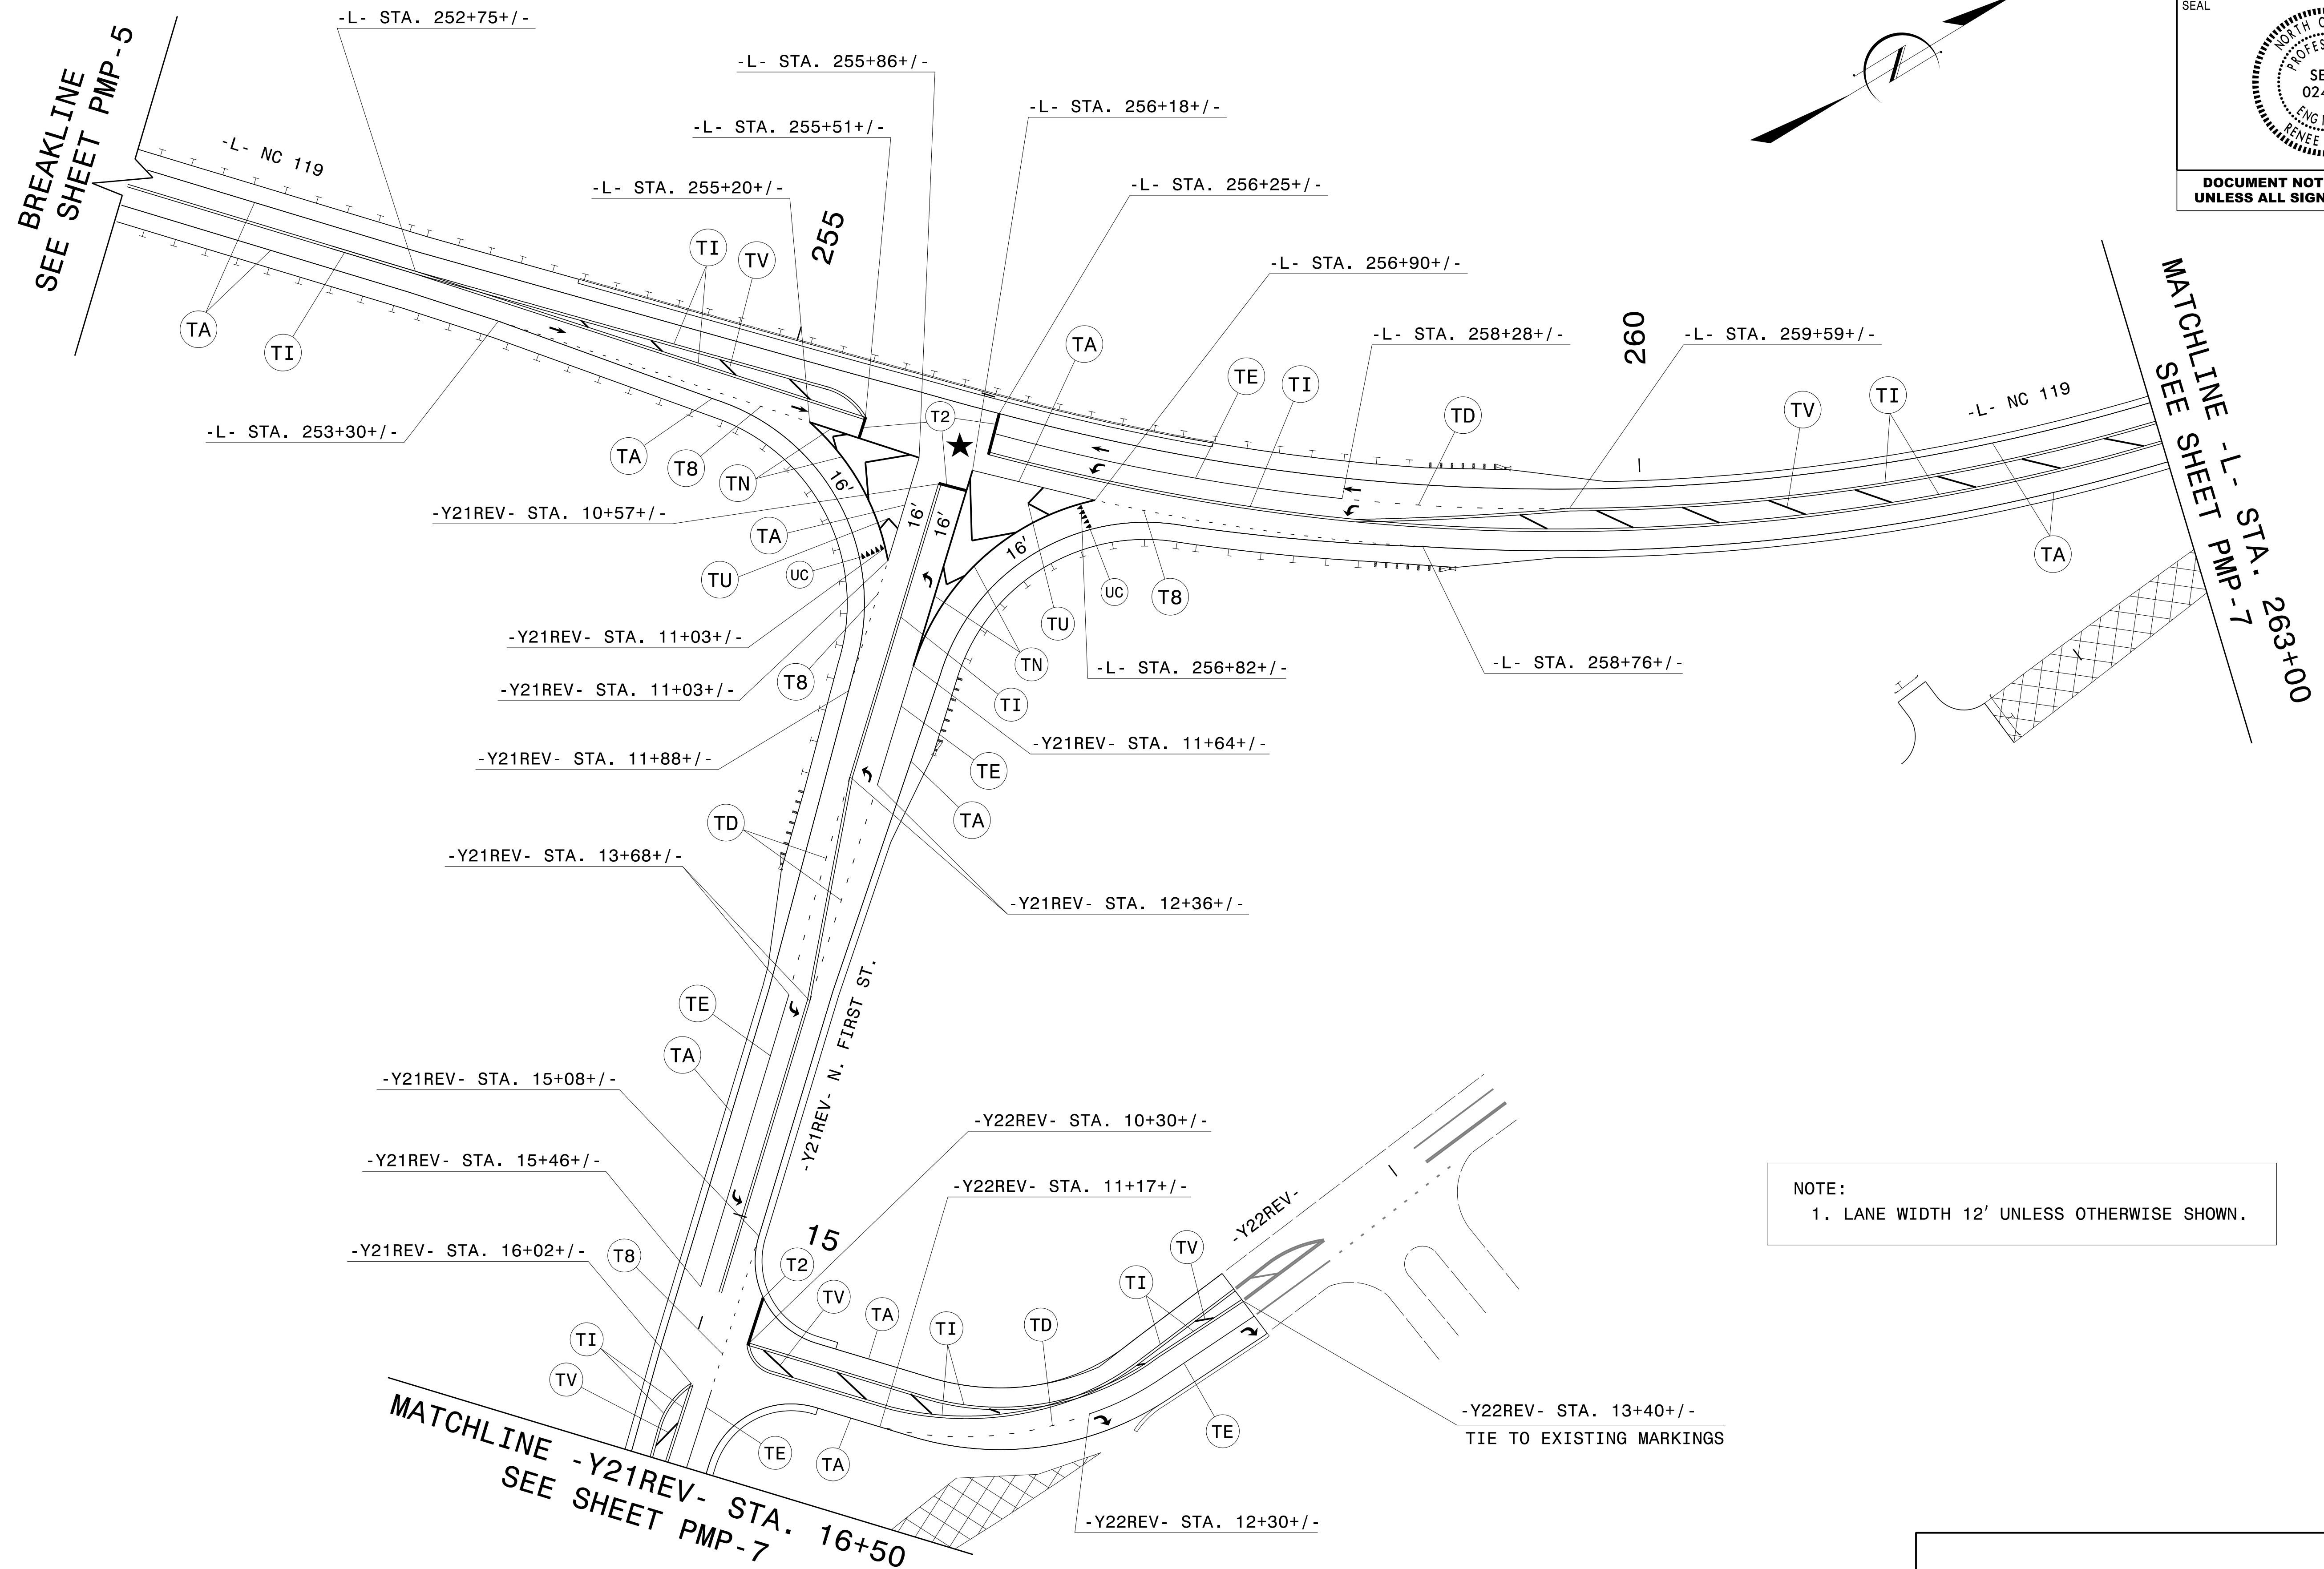 -L- STA. 252+75+/-
SEAL
NORTH
DOCUMENT NOT
UNLESS ALL SIGN
BREAKLINE
SEE SHEET PMP-5
-L- NC 119
-L- STA. 255+86+/-
-L- STA. 255+51+/-
-L- STA. 255+20+/-
-L- STA. 256+18+/-
-L- STA. 256+25+/-
-L- STA. 256+90+/-
255
TI
TV
TA
TI
-L- STA. 253+30+/-
TA
T8
TN
16'
T2
TA
TE
TI
-L- STA. 258+28+/-
TD
260
-L- STA. 259+59+/-
TV
TI
-L- NC 119
TA
MATCHLINE -L- STA. 263+00
SEE SHEET PMP-7
-Y21REV- STA. 10+57+/-
TA
16'
16'
16'
TU
UC
UC
T8
TU
TN
-Y21REV- STA. 11+03+/-
-L- STA. 256+82+/-
-L- STA. 258+76+/-
-Y21REV- STA. 11+03+/-
T8
TI
-Y21REV- STA. 11+88+/-
-Y21REV- STA. 11+64+/-
TE
TA
TD
-Y21REV- STA. 13+68+/-
-Y21REV- STA. 12+36+/-
TE
TA
-Y21REV- N. FIRST ST.
-Y21REV- STA. 15+08+/-
-Y21REV- STA. 15+46+/-
-Y21REV- STA. 16+02+/-
T8
15
T2
-Y22REV- STA. 10+30+/-
-Y22REV- STA. 11+17+/-
-Y22REV-
TV
TI
TV
TA
TI
TD
TI
TV
TE
TA
TE
-Y22REV- STA. 13+40+/-
TIE TO EXISTING MARKINGS
-Y22REV- STA. 12+30+/-
MATCHLINE -Y21REV- STA. 16+50
SEE SHEET PMP-7
NOTE:
1. LANE WIDTH 12' UNLESS OTHERWISE SHOWN.